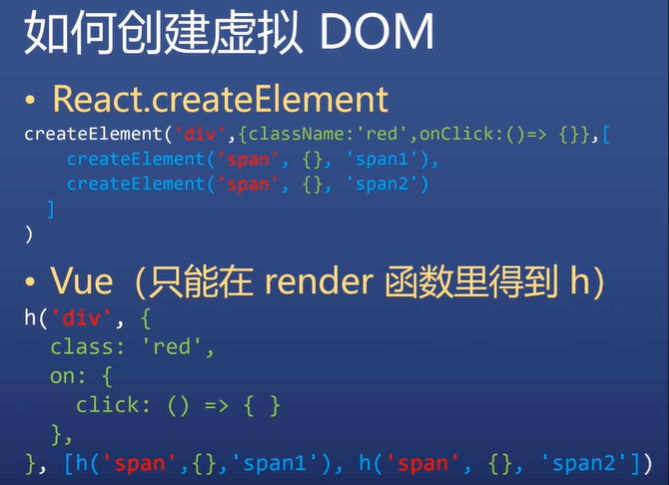 如何创建虚拟 DOM
• React.createElement
createElement('div',{className:'red',onClick:()=> {}},[
createElement('span', {}, 'span1'),
createElement('span', {}, 'span2')
]
)
• Vue（只能在 render 函数里得到 h）
h('div', {
class: 'red',
on: {
click: () => { }
},
}, [h('span',{},'span1'), h('span', {}, 'span2'])